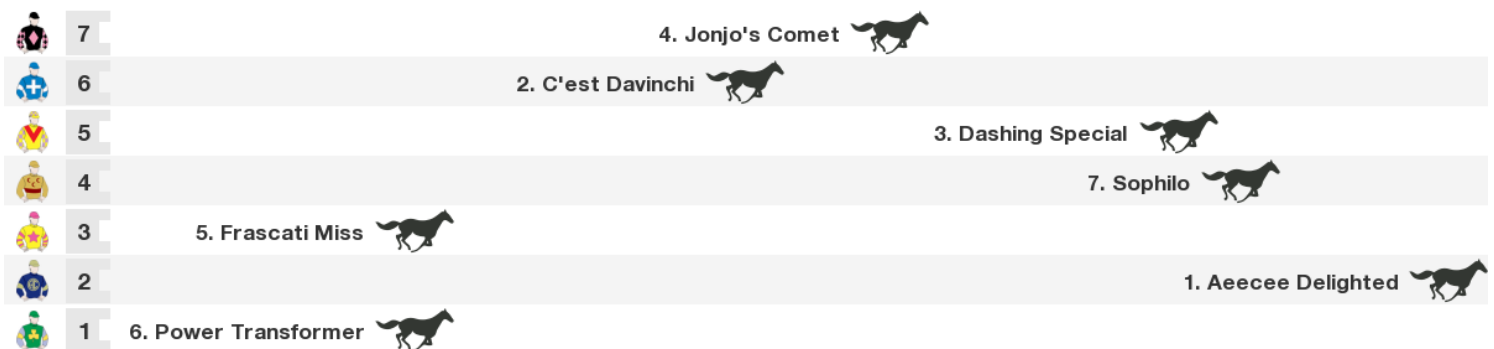 7 4. Jonjo's Comet
6 2. C'est Davinchi
5 3. Dashing Special
4 7. Sophilo
3 5. Frascati Miss
2 1. Aeecee Delighted
1 6. Power Transformer